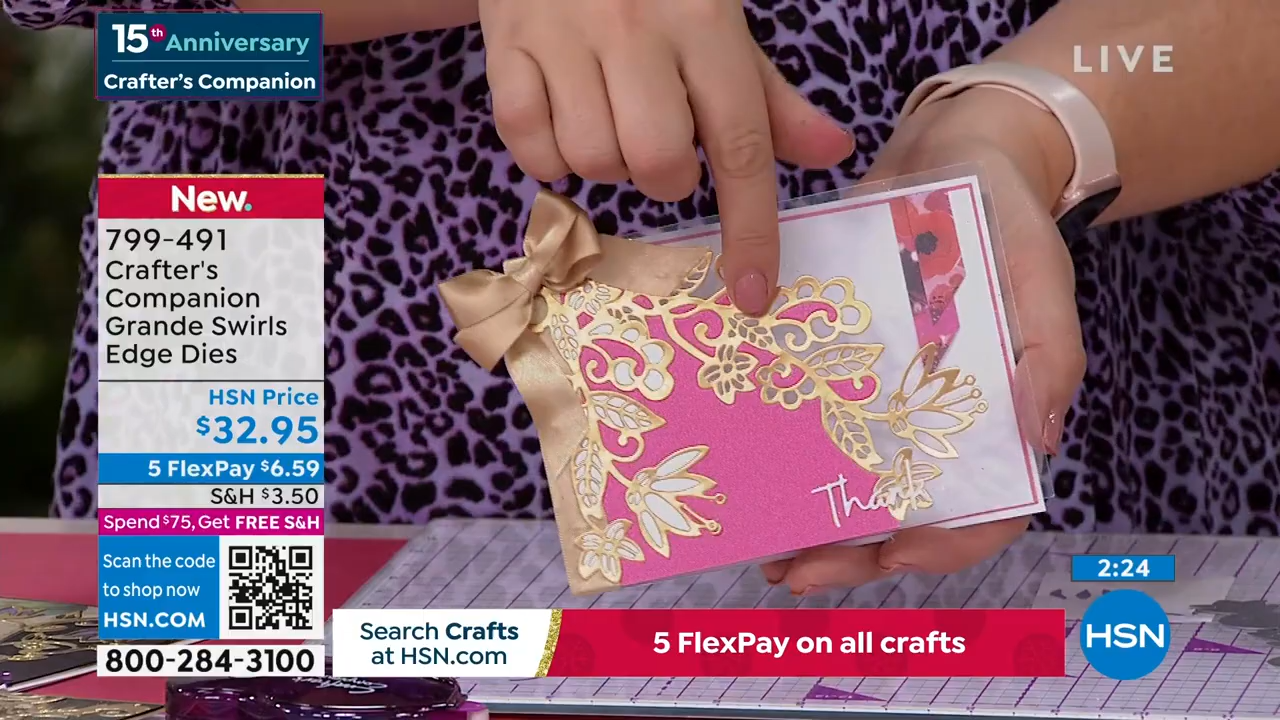 15th Anniversary
Crafter's Companion
LIVE
New.
799-491
Crafter's
Companion
Grande Swirls
Edge Dies
HSN Price
$32.95
5 FlexPay $6.59
S&H $3.50
Spend $75, Get FREE S&H
Scan the code
to shop now
HSN.COM
800-284-3100
Thank
2:24
Search Crafts
at HSN.com
5 FlexPay on all crafts
HSN